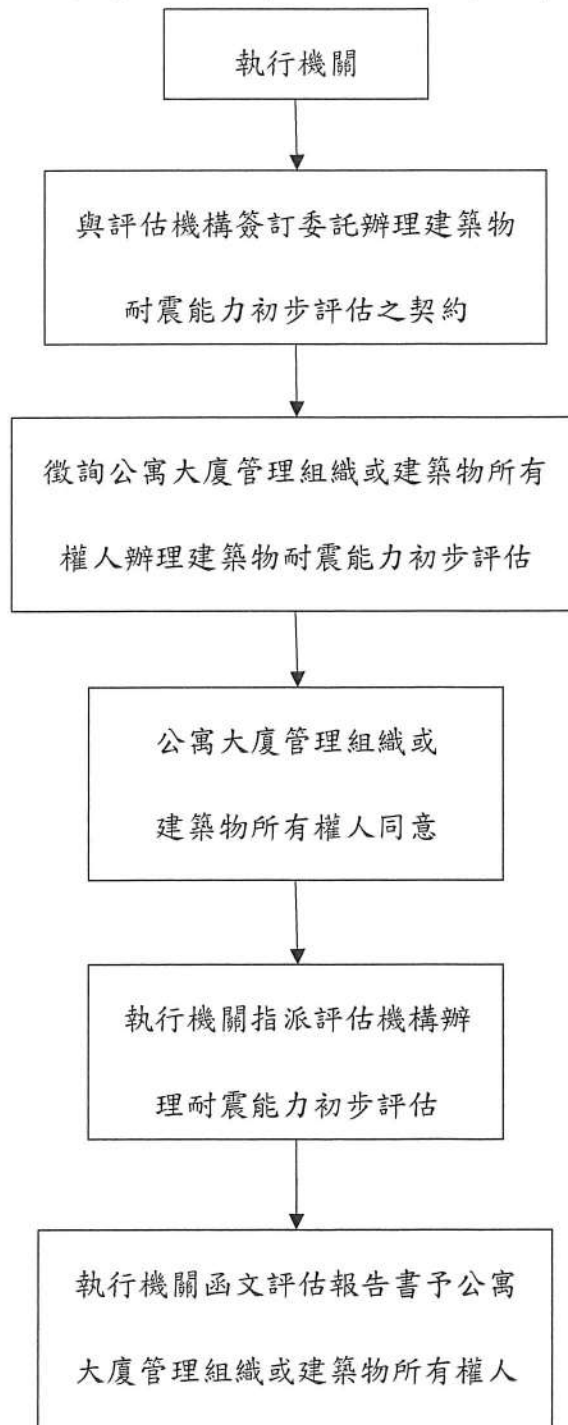 執行機關
與評估機構簽訂委託辦理建築物
耐震能力初步評估之契約
徵詢公寓大廈管理組織或建築物所有
權人辦理建築物耐震能力初步評估
公寓大廈管理組織或
建築物所有權人同意
執行機關指派評估機構辦
理耐震能力初步評估
執行機關函文評估報告書予公寓
大廈管理組織或建築物所有權人